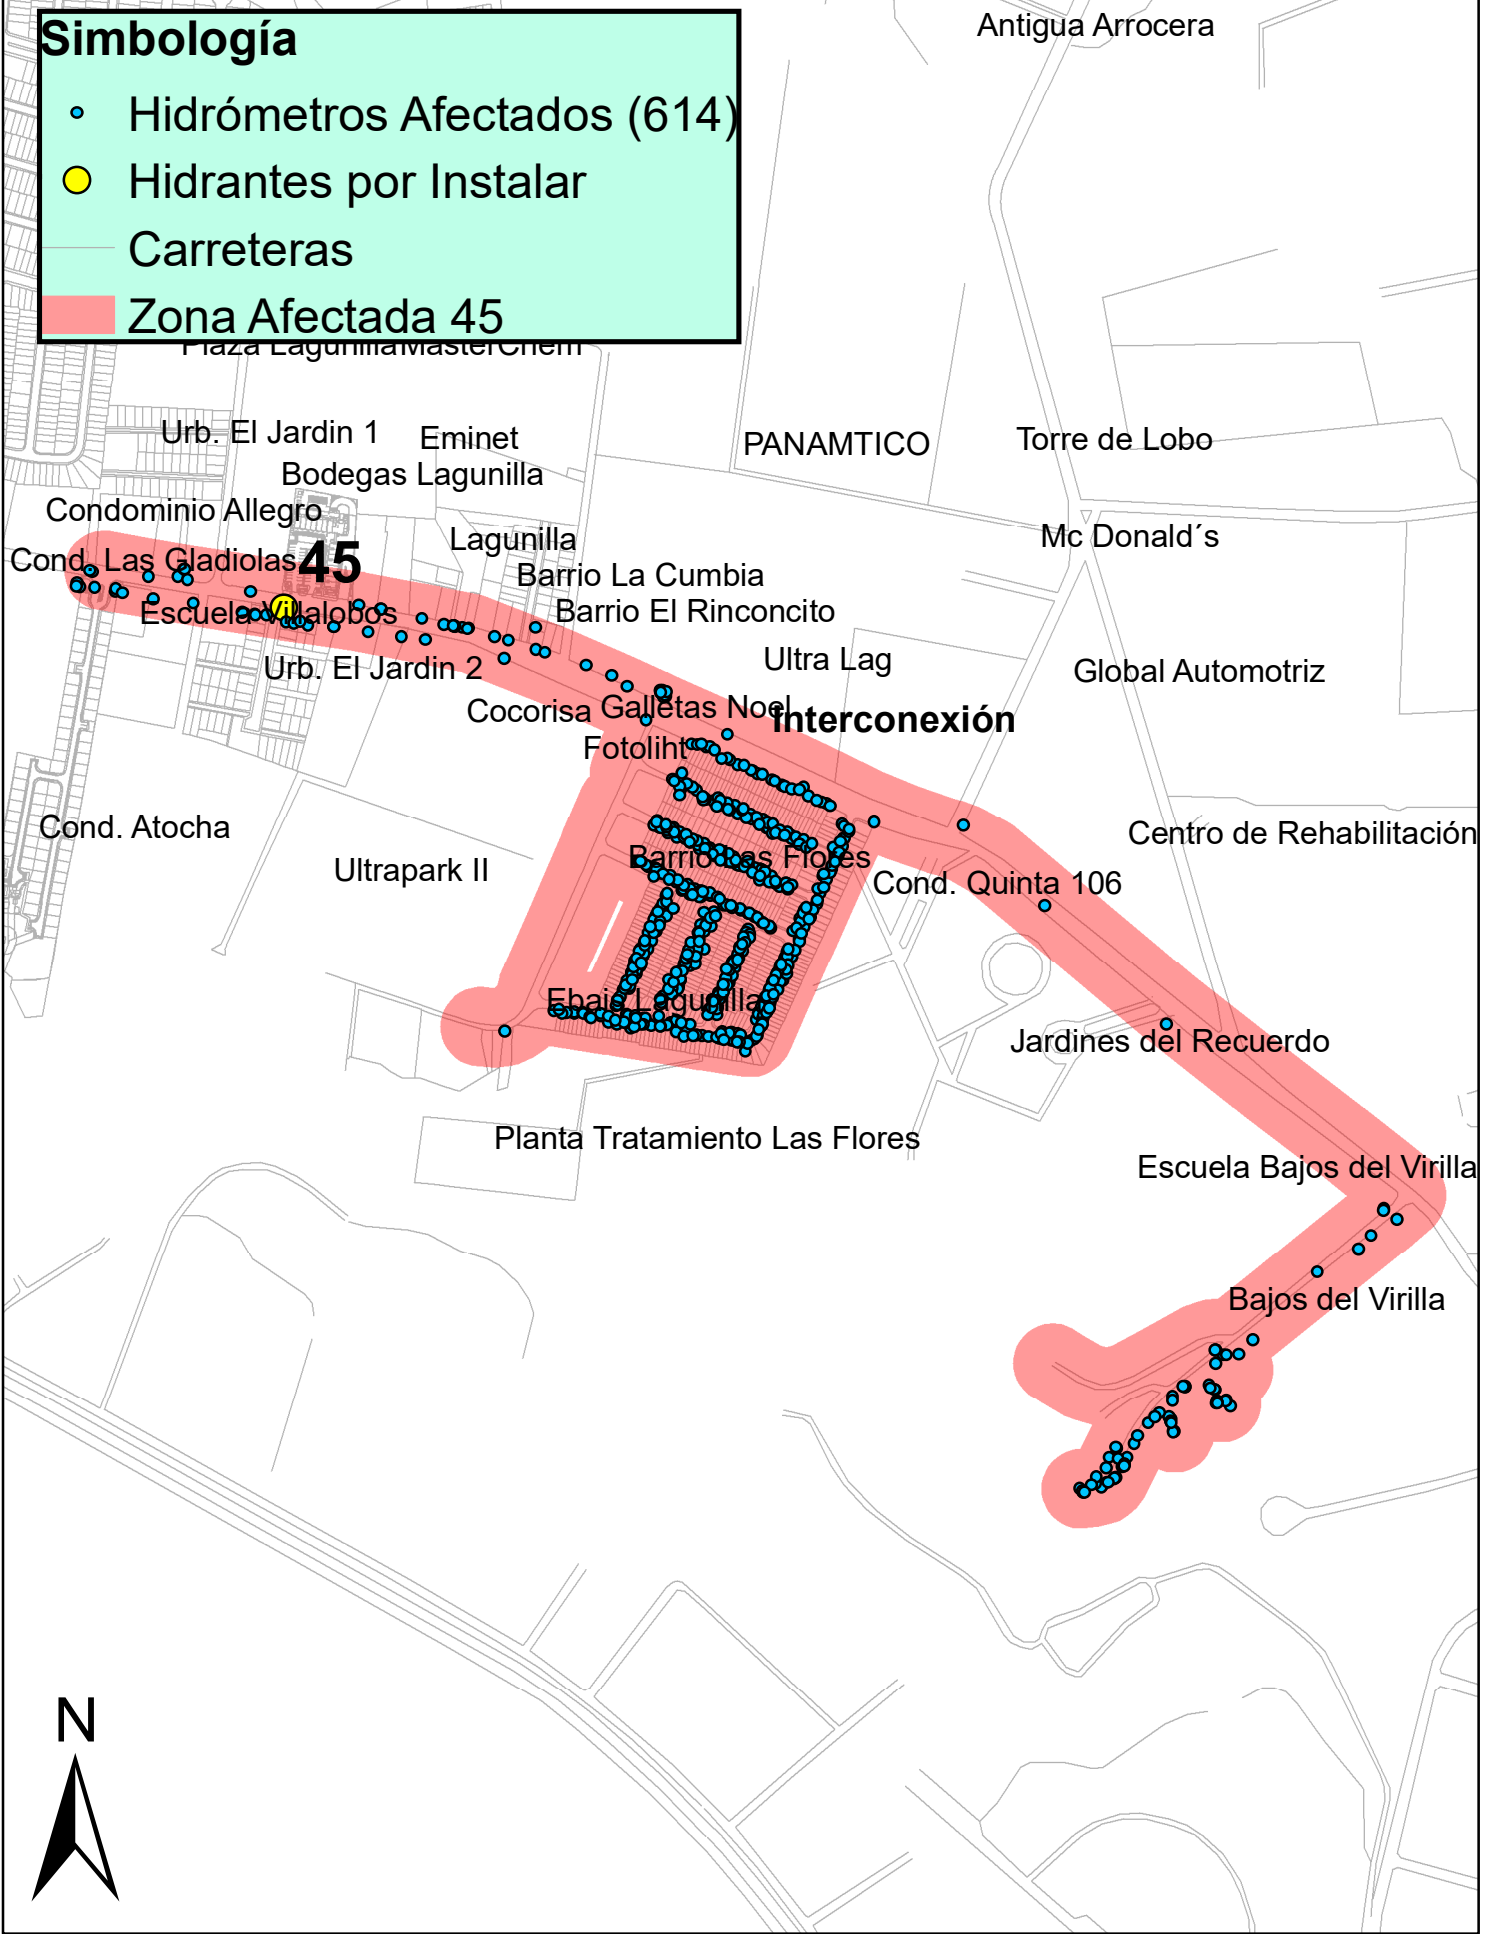 Antigua Arrocera
Simbología
Hidrómetros Afectados (614)
Hidrantes por Instalar
Carreteras
Zona Afectada 45
Plaza Lagunilla MasterChem
Urb. El Jardin 1
Eminet
PANAMTICO
Torre de Lobo
Bodegas Lagunilla
Condominio Allegro
Lagunilla
Mc Donald´s
Cond. Las Gladiolas
45
Barrio La Cumbia
Escuela Villalobos
Barrio El Rinconcito
Urb. El Jardin 2
Ultra Lag
Global Automotriz
Cocorisa
Galletas Noel
Interconexión
Fotoliht
Cond. Atocha
Centro de Rehabilitación
Ultrapark II
Barrio Las Flores
Cond. Quinta 106
Ebais Lagunilla
Jardines del Recuerdo
Planta Tratamiento Las Flores
Escuela Bajos del Virilla
Bajos del Virilla
N